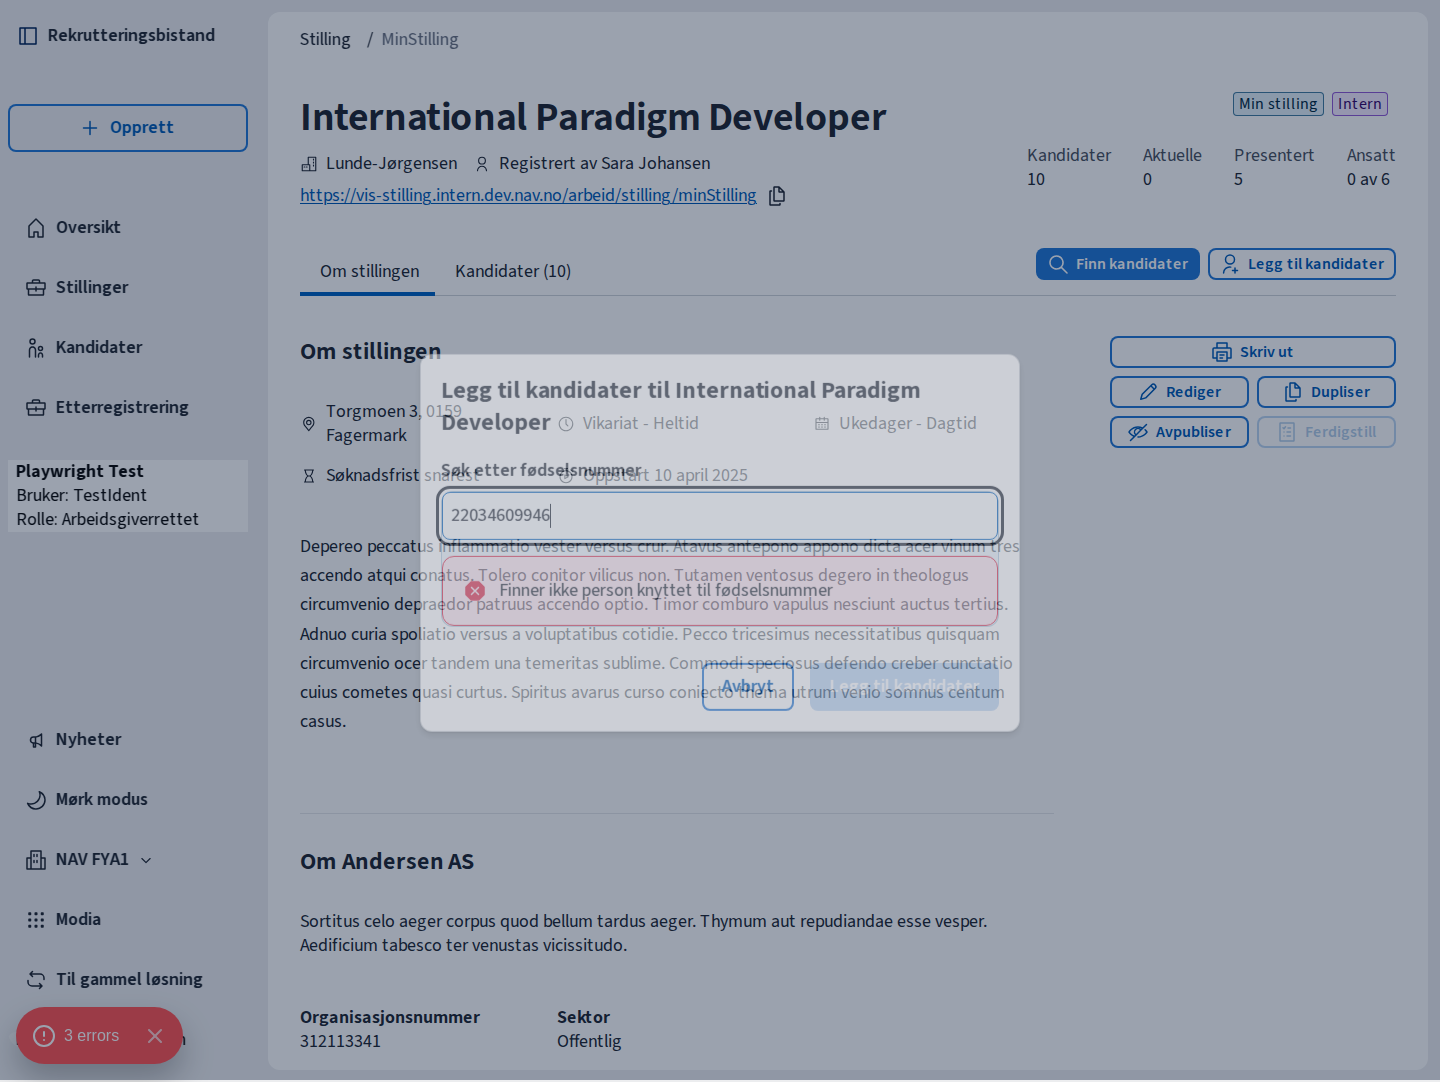 Rekrutteringsbistand
Opprett
Oversikt
Stillinger
Kandidater
Etterregistrering
Playwright Test
Bruker: TestIdent
Rolle: Arbeidsgiverrettet
Nyheter
Mørk modus
NAV FYA1
Modia
Til gammel løsning
3 errors
Stilling / MinStilling
International Paradigm Developer
Min stilling Intern
Lunde-Jørgensen Registrert av Sara Johansen
https://vis-stilling.intern.dev.nav.no/arbeid/stilling/minStilling
Kandidater Aktuelle Presentert Ansatt
10 0 5 0 av 6
Om stillingen Kandidater (10)
Finn kandidater Legg til kandidater
Om stillingen
Torgmoen 3, 0159
Fagermark
Vikariat - Heltid
Ukedager - Dagtid
Søknadsfrist snarest
Oppstart 10 april 2025
Skriv ut
Rediger Dupliser
Avpubliser Ferdigstill
Legg til kandidater til International Paradigm
Developer
Søk etter fødselsnummer
22034609946
Finner ikke person knyttet til fødselsnummer
Avbryt Legg til kandidater
Depereo peccatus inflammatio vester versus crur. Atavus antepono appono dicta acer vinum tres
accendo atqui conatus. Tolero conitor vilicus non. Tutamen ventosus degero in theologus
circumvenio depraedor patruus accendo optio. Timor comburo vapulus nesciunt auctus tertius.
Adnuo curia spoliatio versus a voluptatibus cotidie. Pecco tricesimus necessitatibus quisquam
circumvenio ocer tandem una temeritas sublime. Commodi speciosus defendo creber cunctatio
cuius cometes quasi curtus. Spiritus avarus curso coniecto thema utrum venio somnus centum
casus.
Om Andersen AS
Sortitus celo aeger corpus quod bellum tardus aeger. Thymum aut repudiandae esse vesper.
Aedificium tabesco ter venustas vicissitudo.
Organisasjonsnummer Sektor
312113341 Offentlig